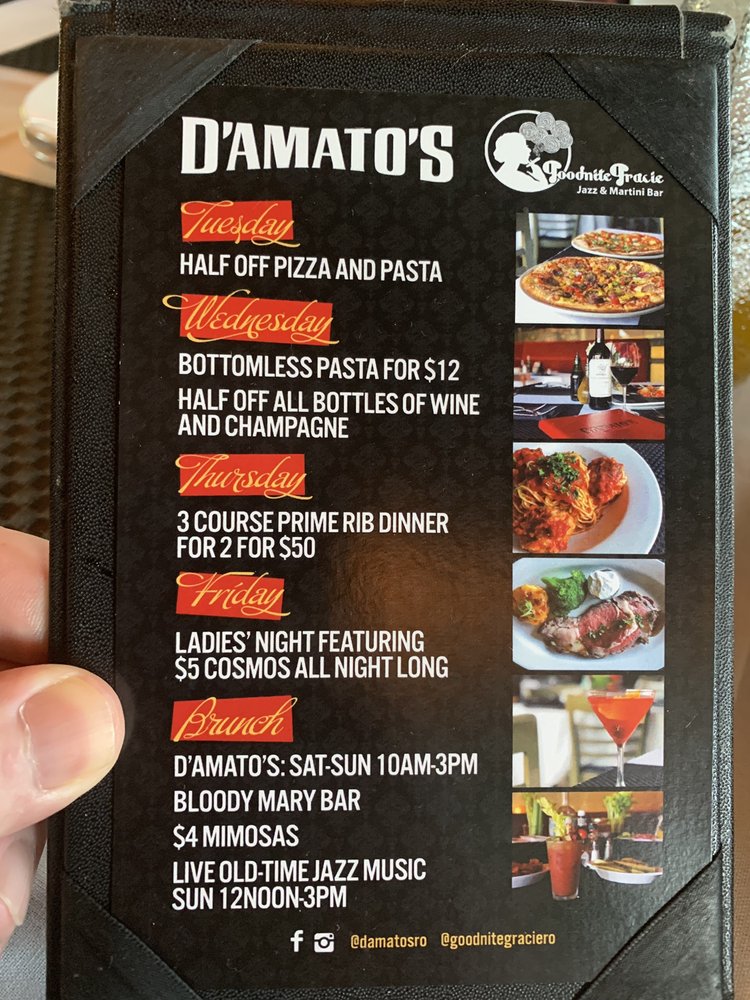 D'AMATO'S
Goodnite Gracie
Jazz & Martini Bar
Tuesday
HALF OFF PIZZA AND PASTA
Wednesday
BOTTOMLESS PASTA FOR $12
HALF OFF ALL BOTTLES OF WINE
AND CHAMPAGNE
Thursday
3 COURSE PRIME RIB DINNER
FOR 2 FOR $50
Friday
LADIES' NIGHT FEATURING
$5 COSMOS ALL NIGHT LONG
Brunch
D'AMATO'S: SAT-SUN 10AM-3PM
BLOODY MARY BAR
$4 MIMOSAS
LIVE OLD-TIME JAZZ MUSIC
SUN 12NOON-3PM
@damatosro @goodnitegraciero